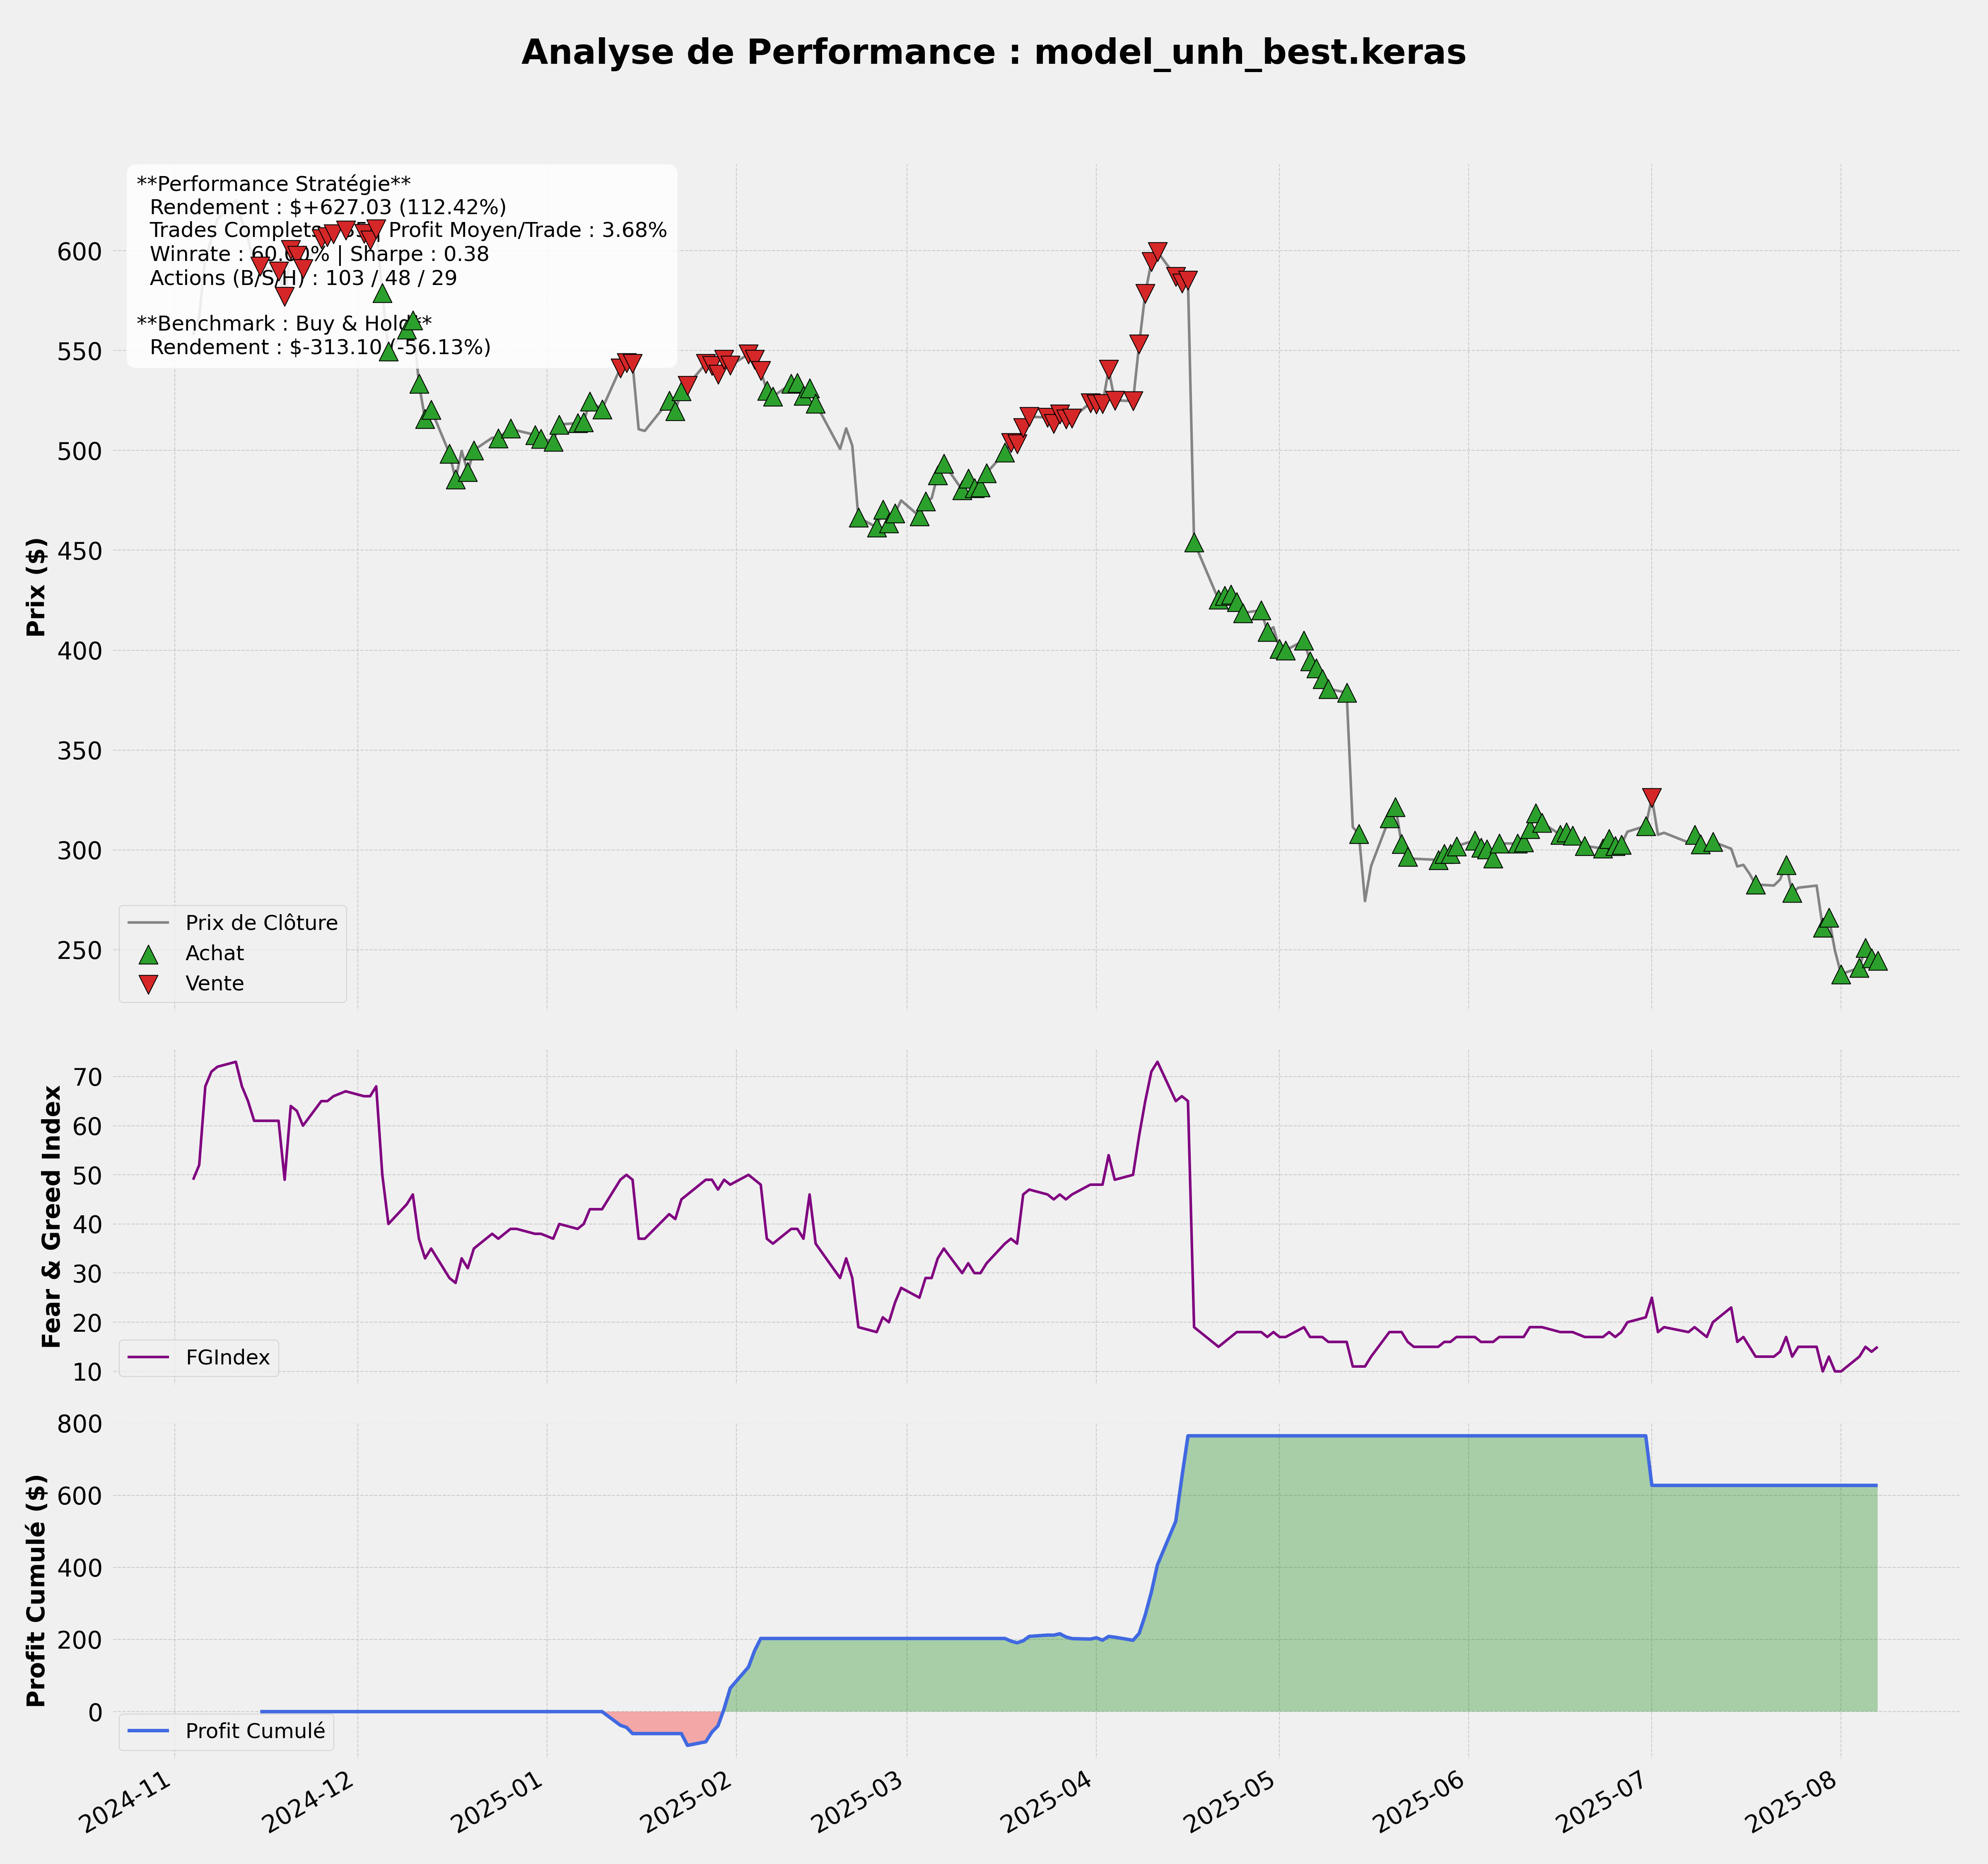 Analyse de Performance : model_unh_best.keras
**Performance Stratégie**
Rendement : $+627.03 (112.42%)
Trades Complets Profit Moyen/Trade : 3.68%
Winrate : 60.00% | Sharpe : 0.38
Actions (B/S/H) : 103 / 48 / 29
**Benchmark : Buy & Hold**
Rendement : $-313.10 (-56.13%)
Prix ($)
600
550
500
450
400
350
300
250
Prix de Clôture
Achat
Vente
Fear & Greed Index
70
60
50
40
30
20
10
FGIndex
Profit Cumulé ($)
800
600
400
200
0
Profit Cumulé
2024-11
2024-12
2025-01
2025-02
2025-03
2025-04
2025-05
2025-06
2025-07
2025-08